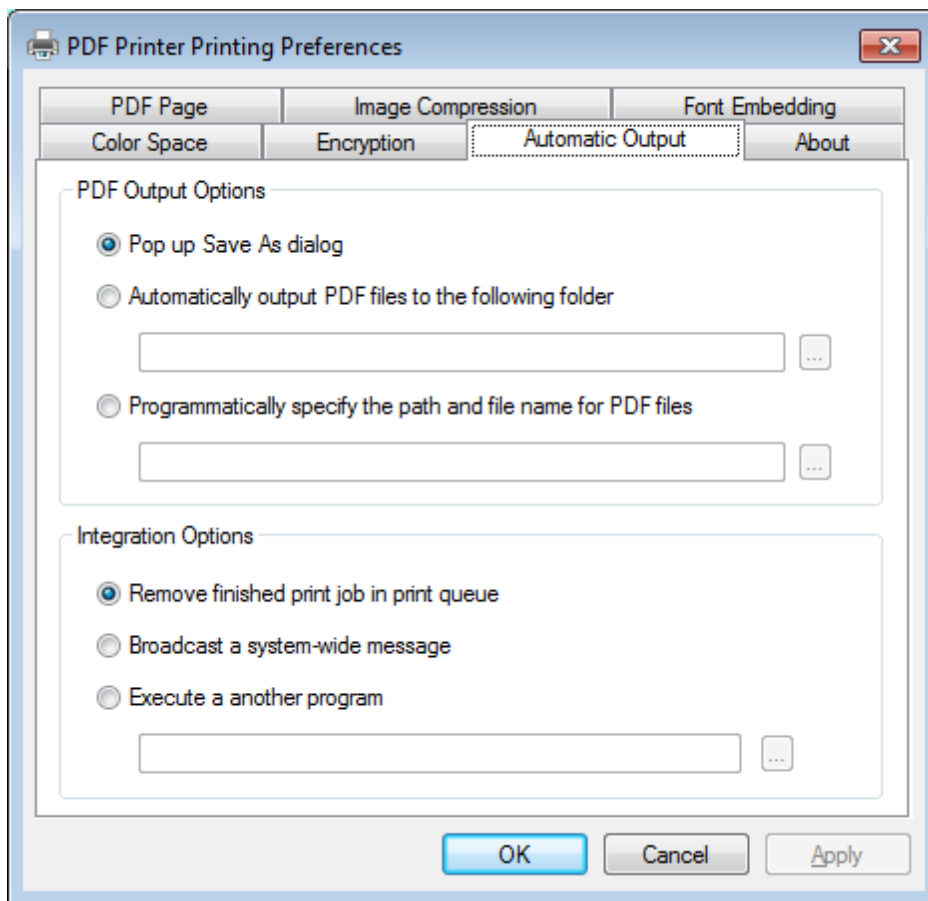 PDF Printer Printing Preferences
PDF Page Image Compression Font Embedding
Color Space Encryption Automatic Output About
PDF Output Options
Pop up Save As dialog
Automatically output PDF files to the following folder
...
Programmatically specify the path and file name for PDF files
...
Integration Options
Remove finished print job in print queue
Broadcast a system-wide message
Execute a another program
...
OK Cancel Apply